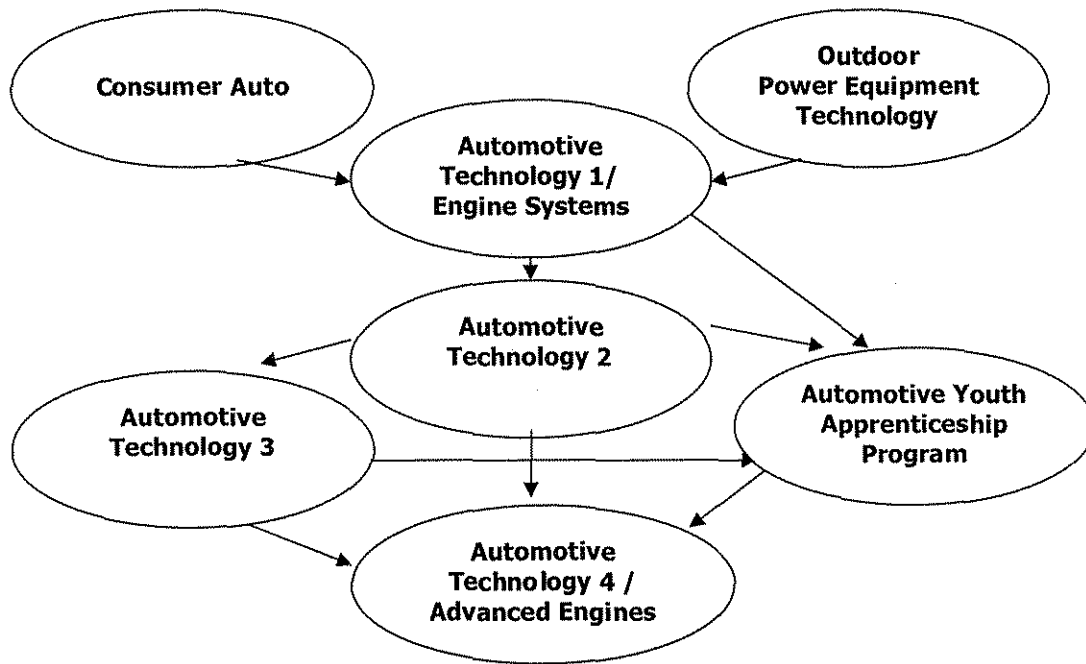 Consumer Auto
Outdoor
Power Equipment
Technology
Automotive
Technology 1/
Engine Systems
Automotive
Technology 2
Automotive
Technology 3
Automotive Youth
Apprenticeship
Program
Automotive
Technology 4 /
Advanced Engines